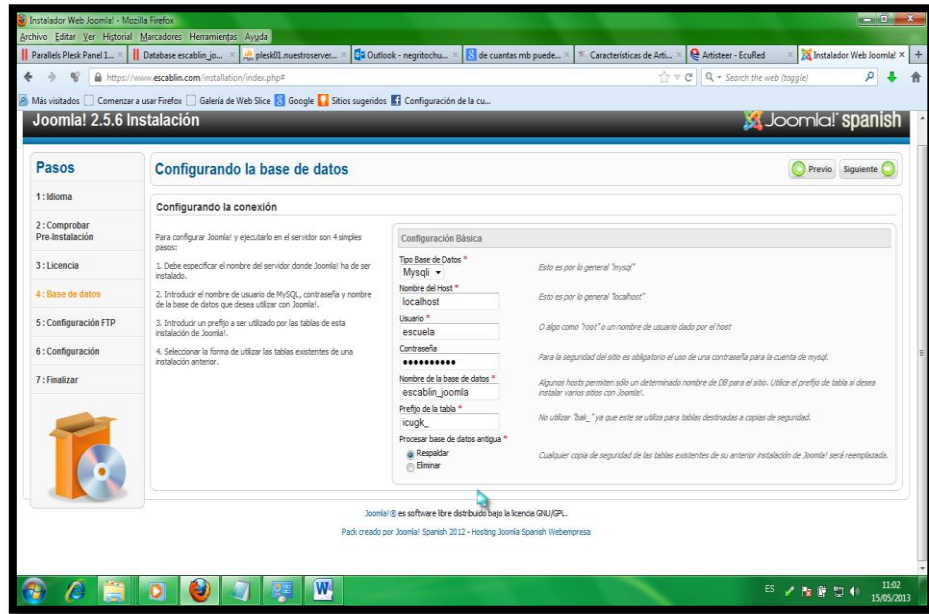 Instalador Web Joomla! - Mozilla Firefox
Archivo Editar Ver Historial Marcadores Herramientas Ayuda
Parallels Plesk Panel 1... Database escablin_jo... plesk01.nuestroserver... Outlook - negritochu... de cuentas mb puede... Características de Arti... Artisteer - EcuRed Instalador Web Joomla!
https://www.escablin.com/installation/index.php# Search the web (toggle)
Más visitados Comenzar a usar Firefox Galería de Web Slice Google Sitios sugeridos Configuración de la cu...
Joomla! 2.5.6 Instalación Joomla! spanish
Pasos
1 : Idioma
2 : Comprobar
Pre-Instalación
3 : Licencia
4 : Base de datos
5 : Configuración FTP
6 : Configuración
7 : Finalizar
Configurando la base de datos Previo Siguiente
Configurando la conexión
Para configurar Joomla! y ejecutarlo en el servidor son 4 simples
pasos:
1. Debe especificar el nombre del servidor donde Joomla! ha de ser
instalado.
2. Introducir el nombre de usuario de MySQL, contraseña y nombre
de la base de datos que desea utilizar con Joomla!.
3. Introducir un prefijo a ser utilizado por las tablas de esta
instalación de Joomla!.
4. Seleccionar la forma de utilizar las tablas existentes de una
instalación anterior.
Configuración Básica
Tipo Base de Datos *
Mysqli Esto es por lo general "mysql"
Nombre del Host *
localhost Esto es por lo general "localhost"
Usuario *
escuela O algo como "root" o un nombre de usuario dado por el host
Contraseña
•••••••••• Para la seguridad del sitio es obligatorio el uso de una contraseña para la cuenta de mysql.
Nombre de la base de datos *
escablin_joomla Algunos hosts permiten sólo un determinado nombre de DB para el sitio. Utilice el prefijo de tabla si desea
instalar varios sitios con Joomla!.
Prefijo de la tabla *
icugk_ No utilizar "bak_" ya que este se utiliza para tablas destinadas a copias de seguridad.
Procesar base de datos antigua *
Respaldar
Eliminar
Cualquier copia de seguridad de las tablas existentes de su anterior instalación de Joomla! será reemplazada.
Joomla!® es software libre distribuido bajo la licencia GNU/GPL.
Pack creado por Joomla! Spanish 2012 - Hosting Joomla Spanish Webempresa
ES 11:02
15/05/2013